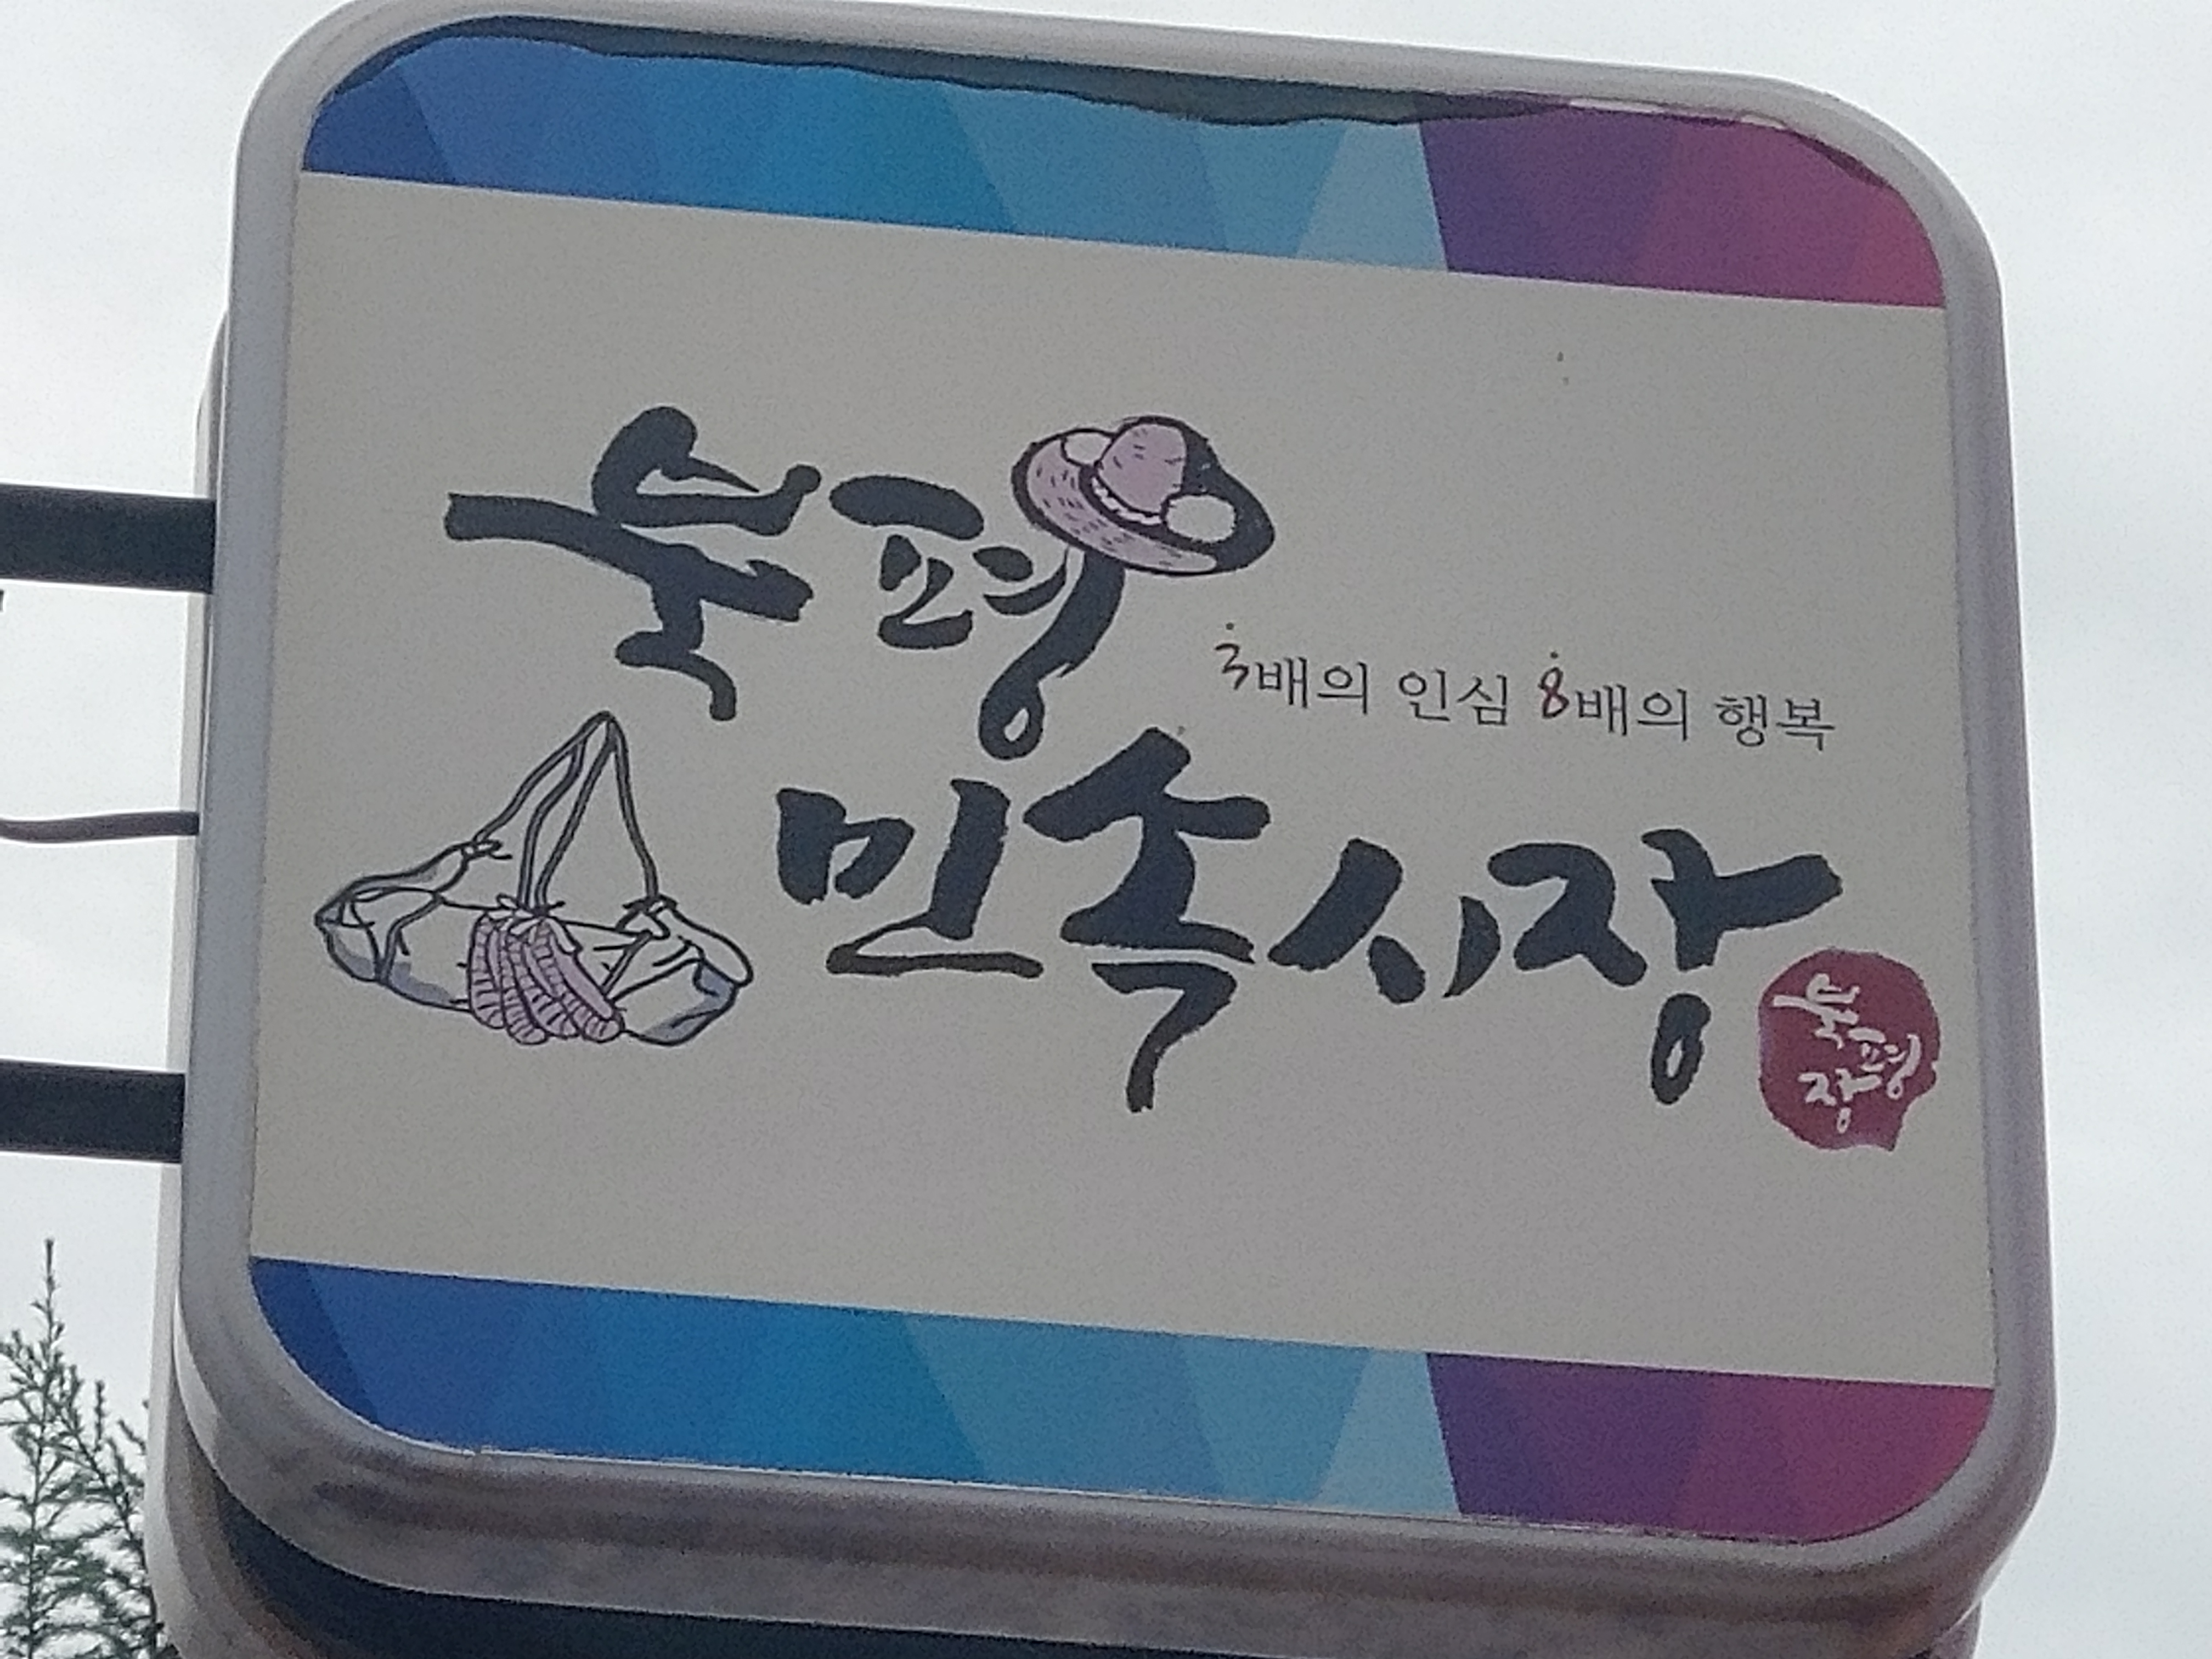 북평
3배의 인심 8배의 행복
민속시장
북평
장